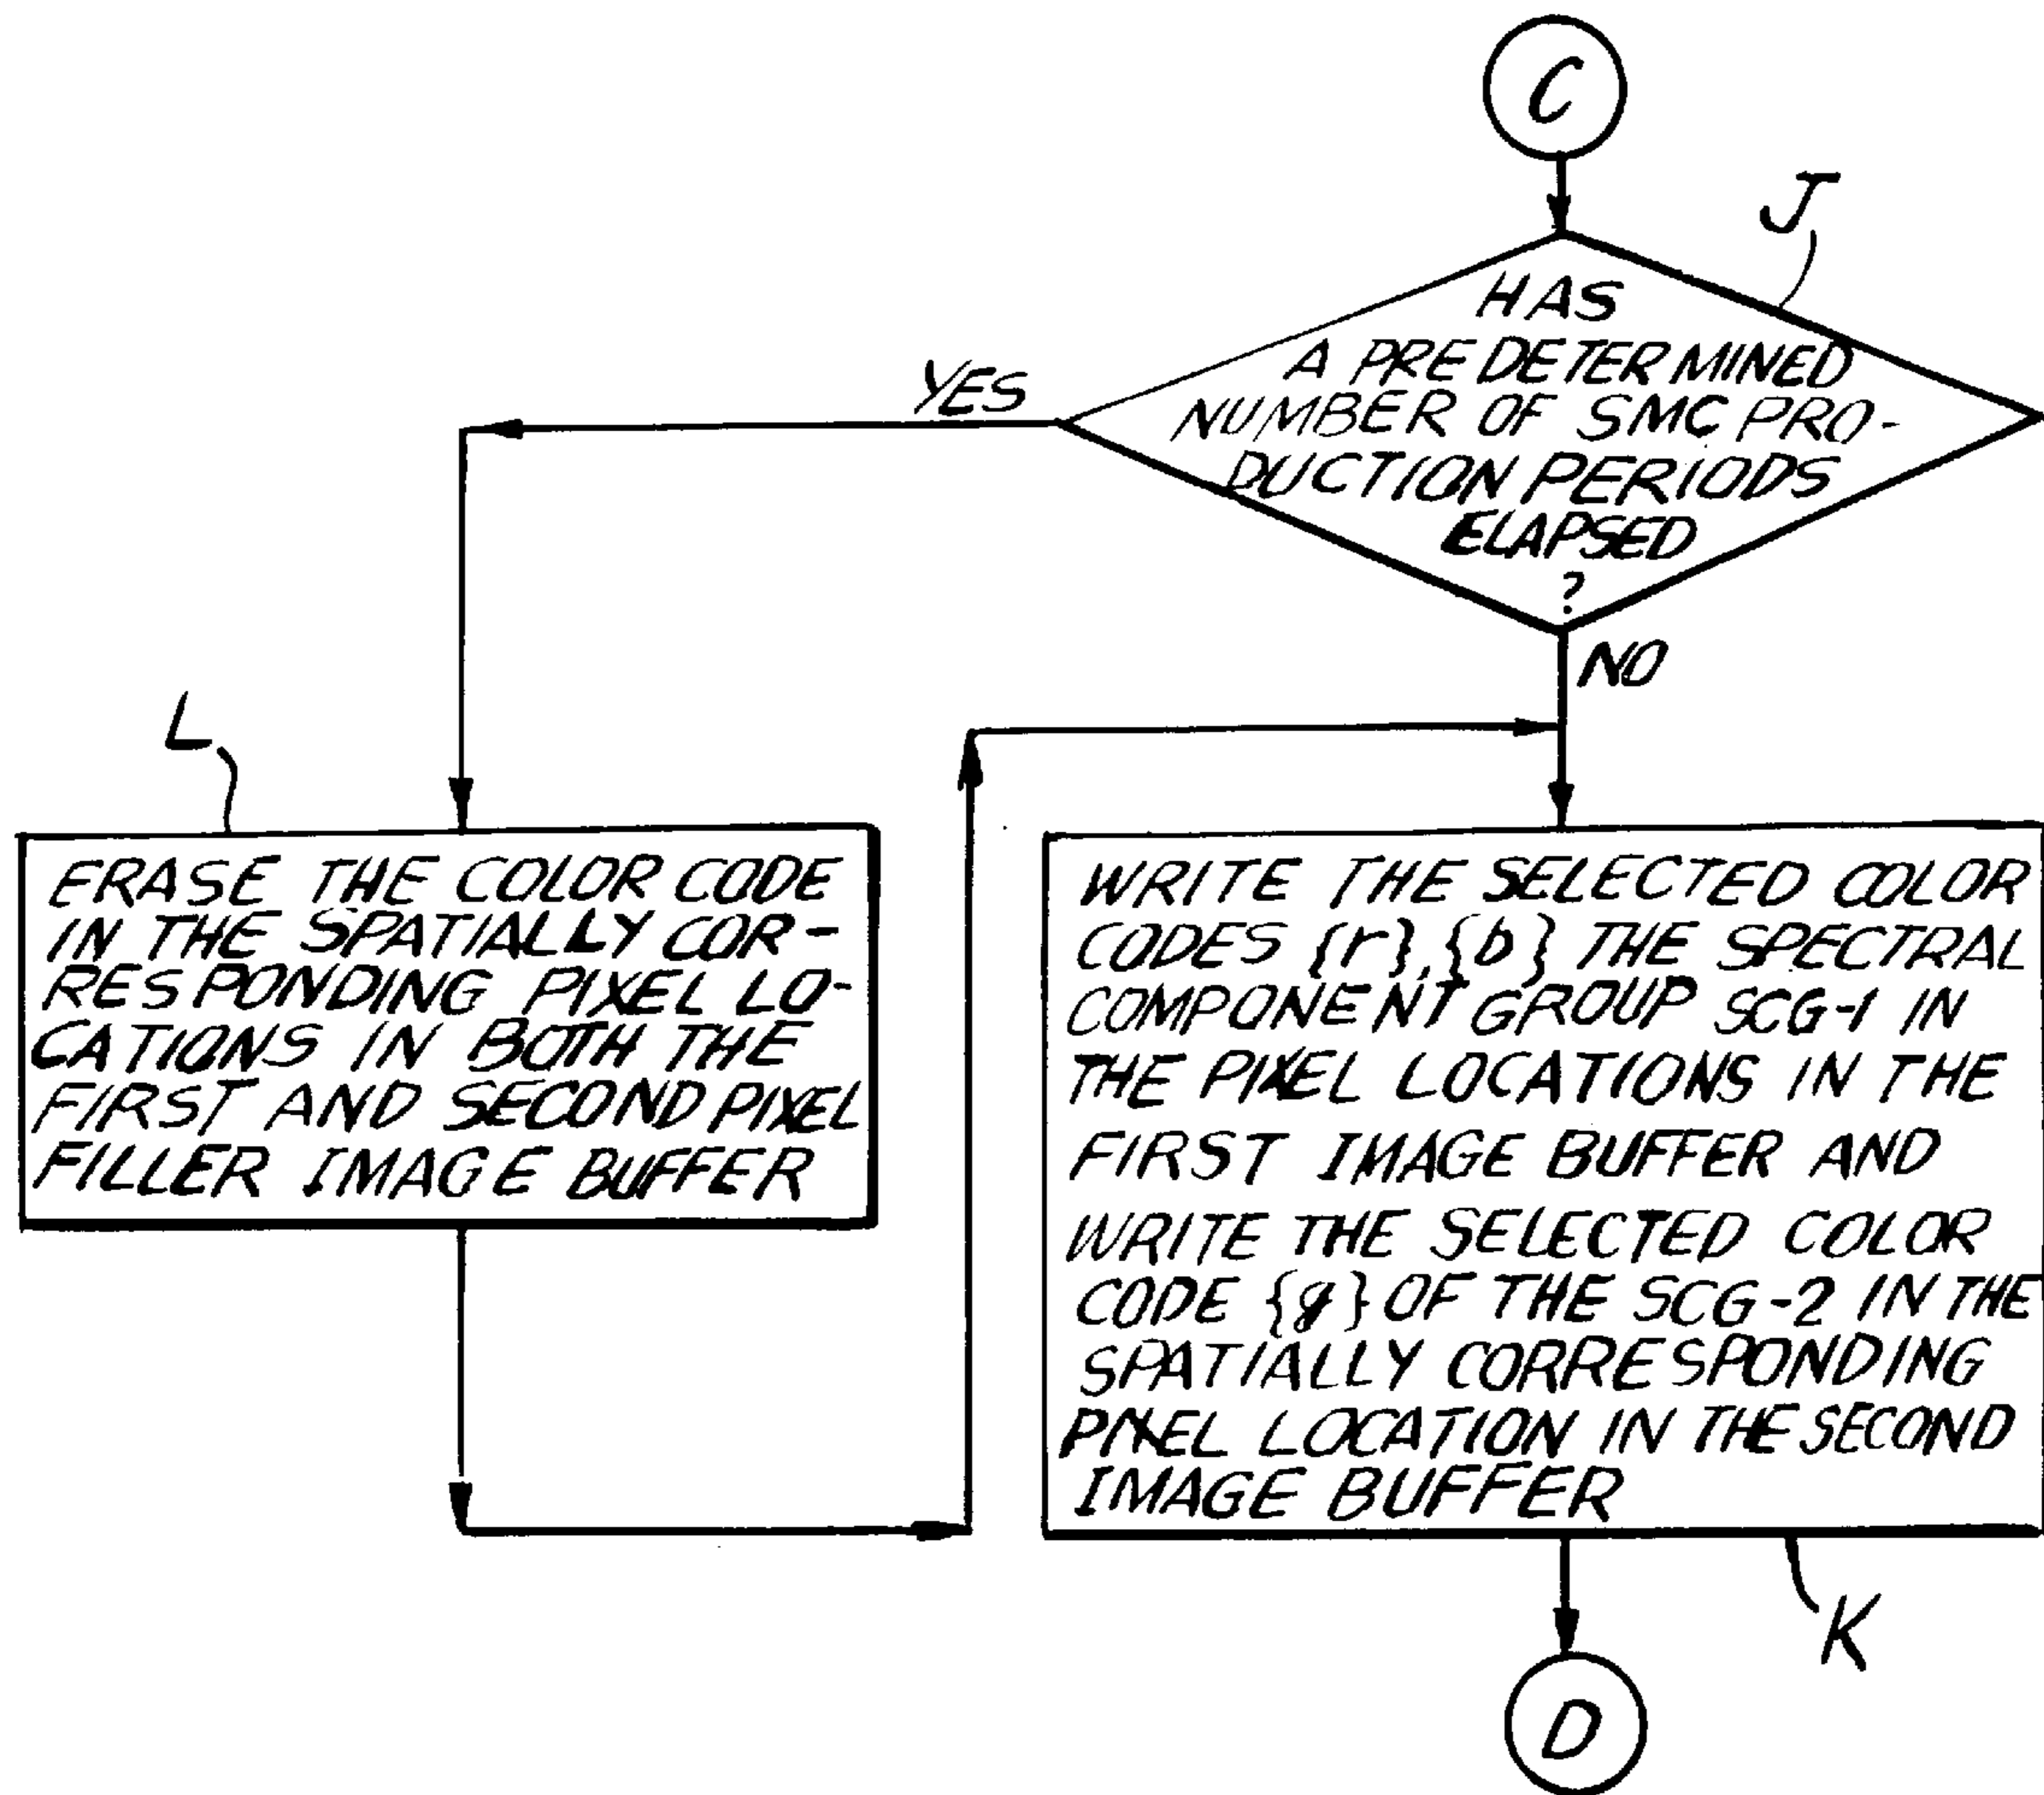 C
J
HAS
A PREDETERMINED
NUMBER OF SMC PRO-
DUCTION PERIODS
ELAPSED
?
YES
NO
L
ERASE THE COLOR CODE
IN THE SPATIALLY COR-
RESPONDING PIXEL LO-
CATIONS IN BOTH THE
FIRST AND SECOND PIXEL
FILLER IMAGE BUFFER
WRITE THE SELECTED COLOR
CODES {r},{b} THE SPECTRAL
COMPONENT GROUP SCG-1 IN
THE PIXEL LOCATIONS IN THE
FIRST IMAGE BUFFER AND
WRITE THE SELECTED COLOR
CODE {g} OF THE SCG-2 IN THE
SPATIALLY CORRESPONDING
PIXEL LOCATION IN THE SECOND
IMAGE BUFFER
K
D